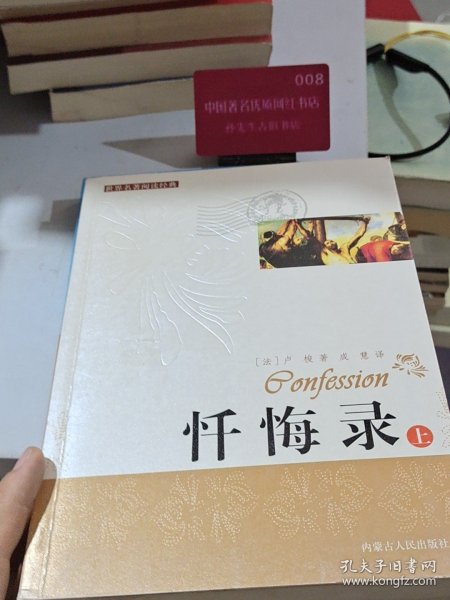 008
中国著名优质网红书店
孙先生古旧书店
世界名著阅读经典
[法]卢 梭著 成 慧译
Confession
忏悔录
上
内蒙古人民出版社
孔夫子旧书网
www.kongfz.com